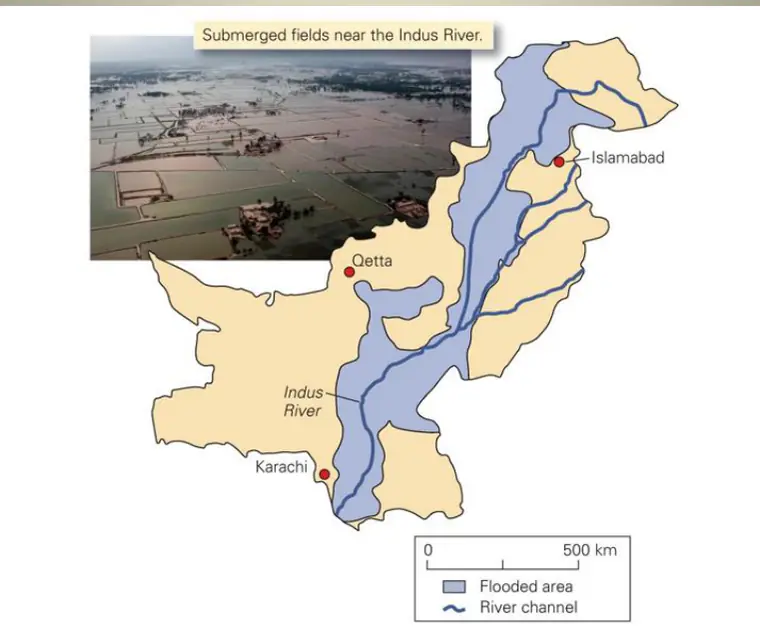 Submerged fields near the Indus River.
Islamabad
Qetta
Indus
River
Karachi
0 500 km
Flooded area
River channel